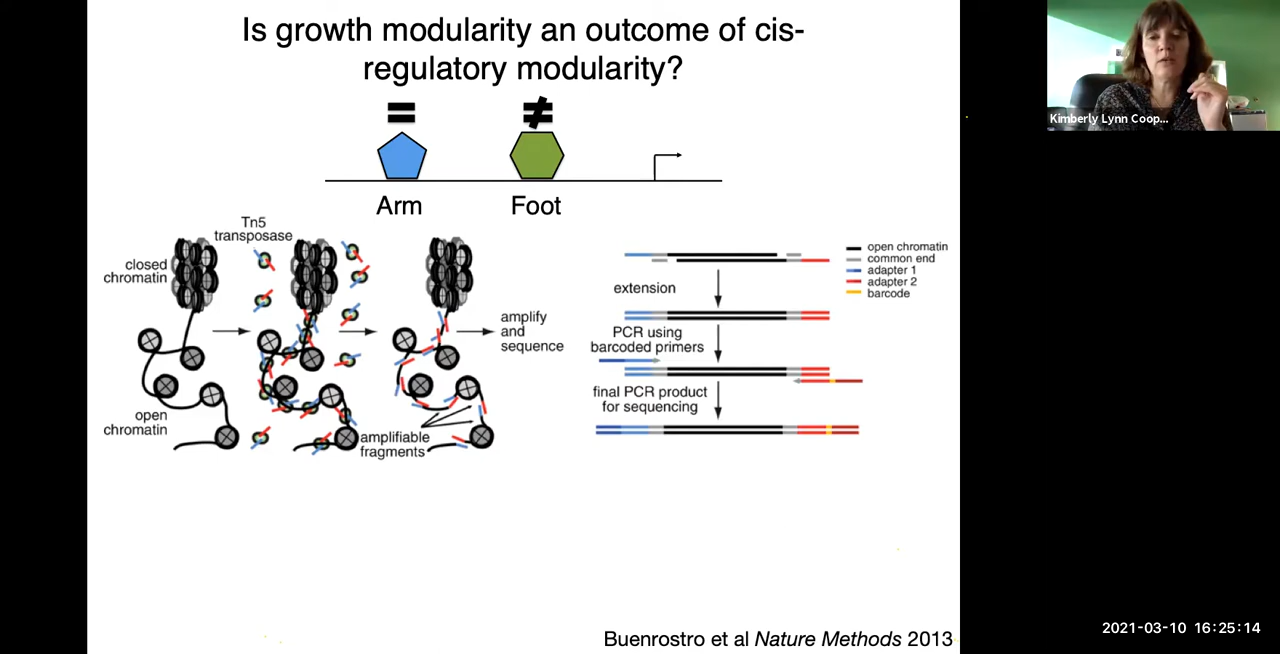 Is growth modularity an outcome of cis-
regulatory modularity?
=
≠
Arm
Foot
Tn5
transposase
closed
chromatin
open
chromatin
amplify
and
sequence
amplifiable
fragments
extension
PCR using
barcoded primers
final PCR product
for sequencing
open chromatin
common end
adapter 1
adapter 2
barcode
Buenrostro et al Nature Methods 2013
Kimberly Lynn Coop...
2021-03-10 16:25:14